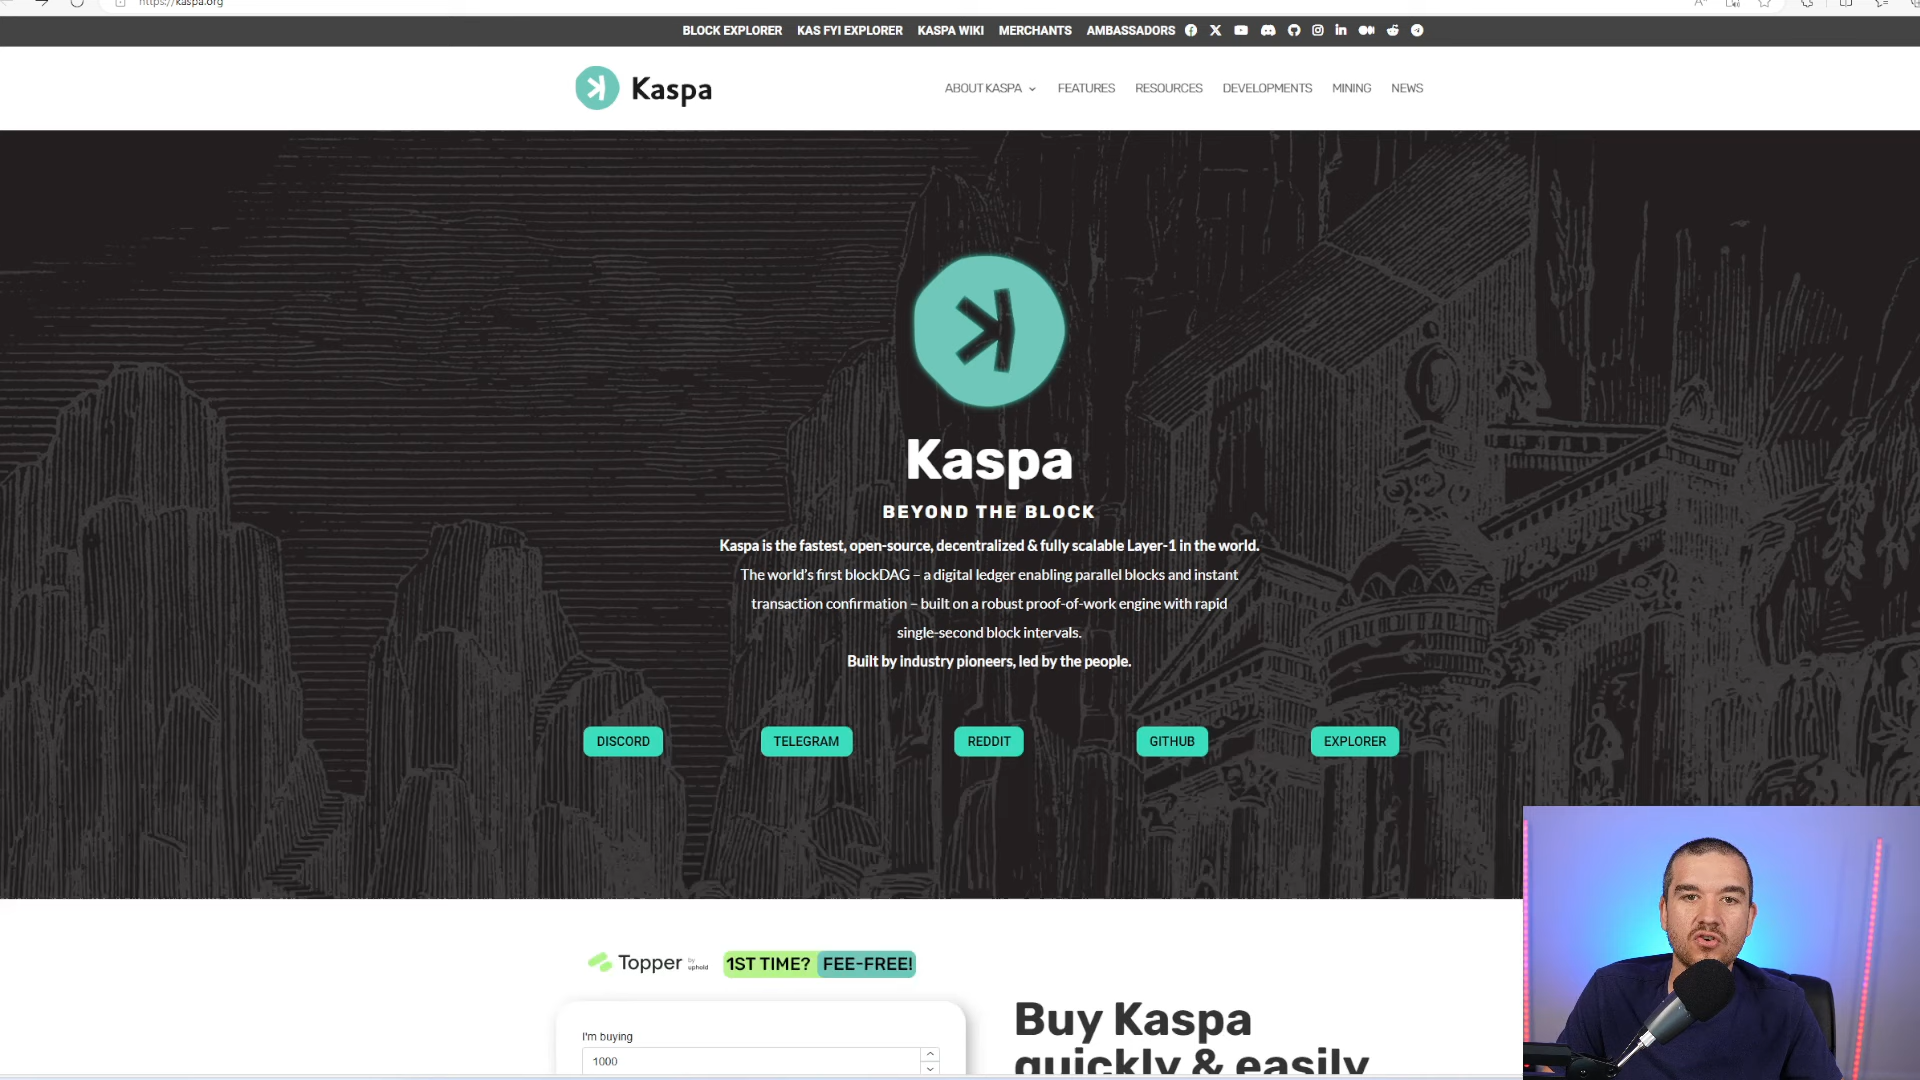 https://kaspa.org
BLOCK EXPLORER KAS FYI EXPLORER KASPA WIKI MERCHANTS AMBASSADORS
Kaspa
ABOUT KASPA FEATURES RESOURCES DEVELOPMENTS MINING NEWS
Kaspa
BEYOND THE BLOCK
Kaspa is the fastest, open-source, decentralized & fully scalable Layer-1 in the world.
The world's first blockDAG – a digital ledger enabling parallel blocks and instant
transaction confirmation – built on a robust proof-of-work engine with rapid
single-second block intervals.
Built by industry pioneers, led by the people.
DISCORD TELEGRAM REDDIT GITHUB EXPLORER
Topper by uphold 1ST TIME? FEE-FREE!
Buy Kaspa
quickly & easily
I'm buying
1000